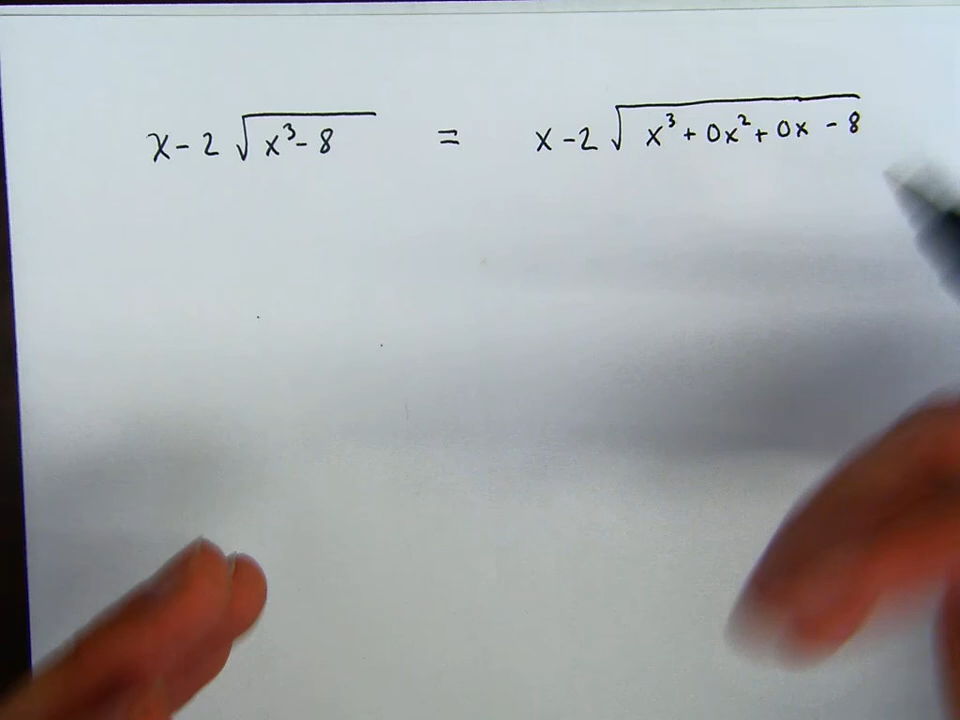 x - 2 √ x³ - 8 = x - 2 √ x³ + 0x² + 0x - 8